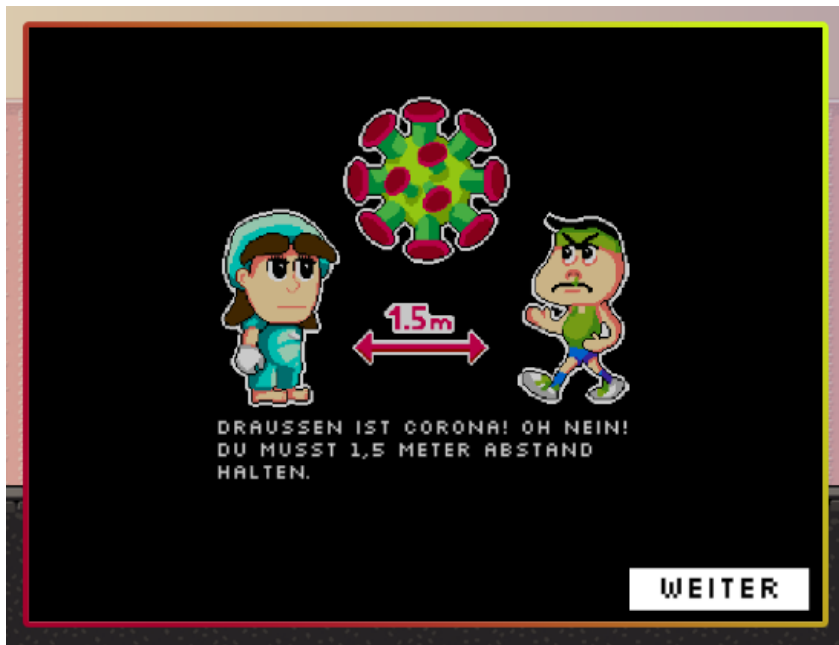 1.5m
DRAUSSEN IST CORONA! OH NEIN!
DU MUSST 1,5 METER ABSTAND
HALTEN.
WEITER